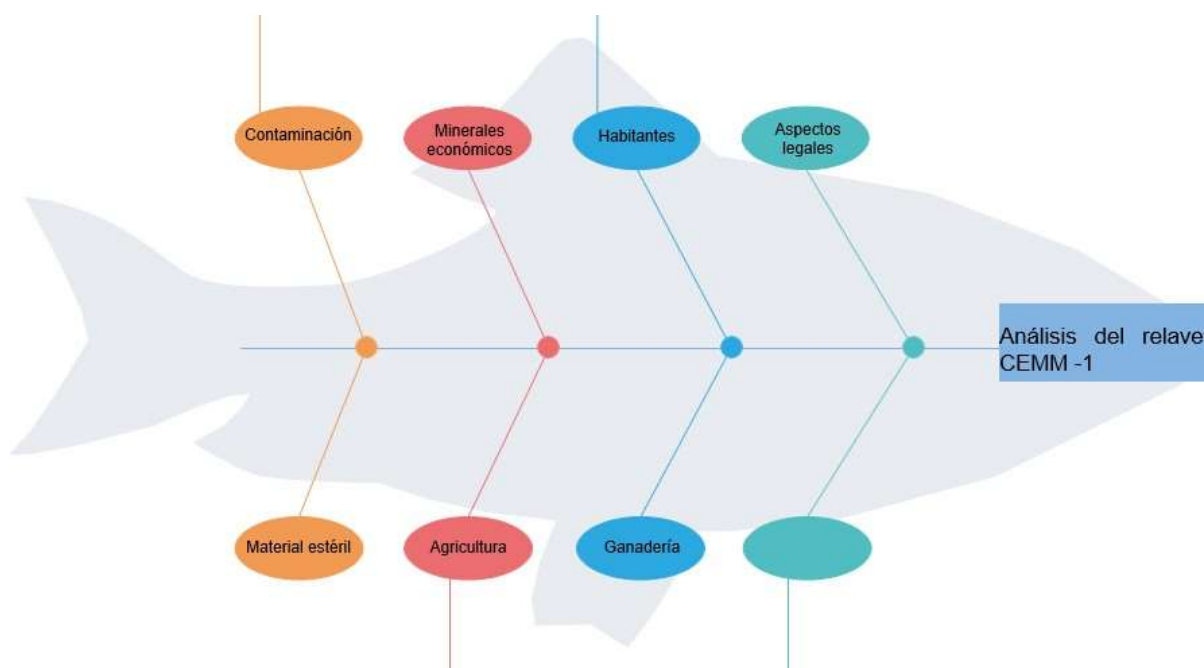 Contaminación
Minerales
económicos
Habitantes
Aspectos
legales
Análisis del relave
CEMM -1
Material estéril
Agricultura
Ganadería